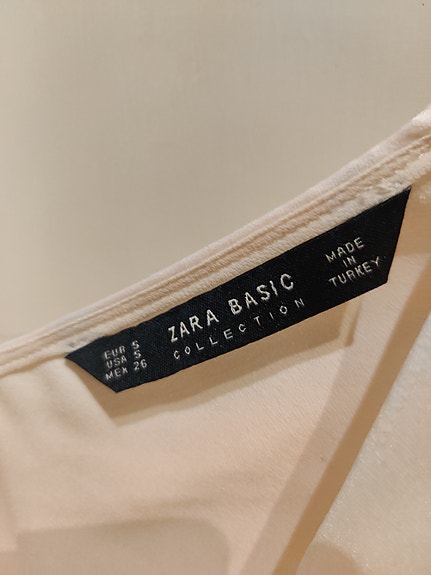 EUR S
USA S
MEX 26
ZARA BASIC
COLLECTION
MADE
IN
TURKEY